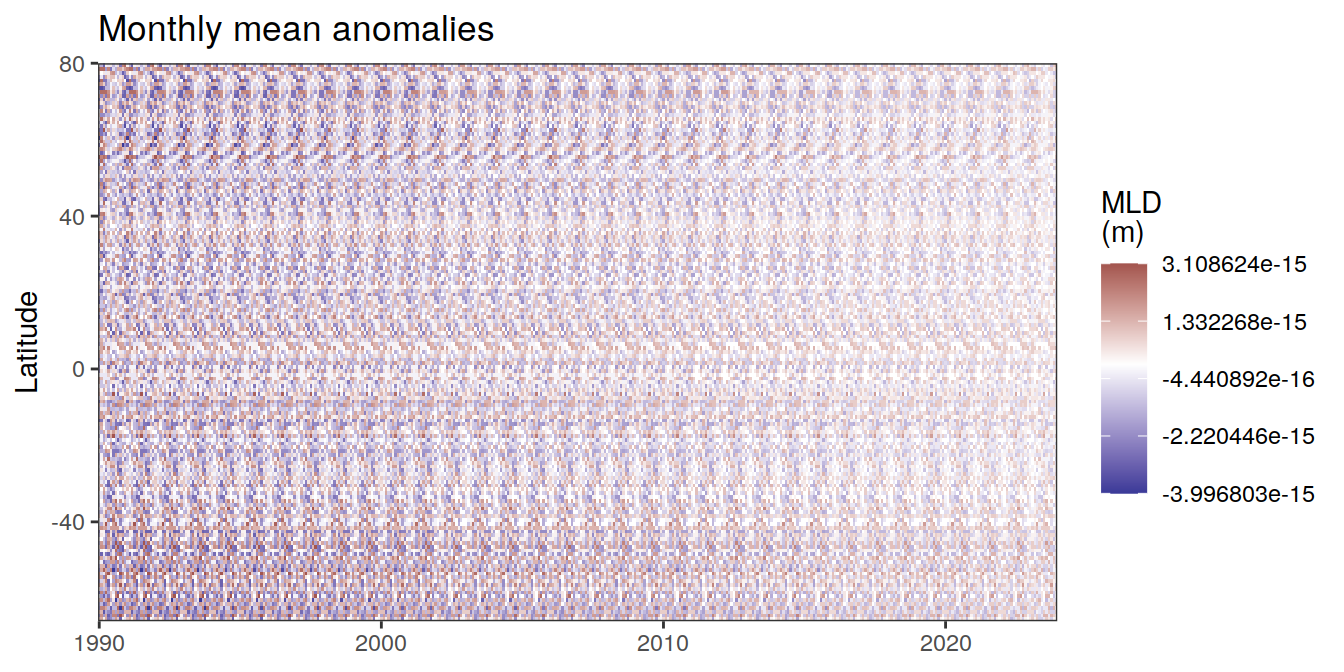 Monthly mean anomalies
80
40
0
-40
Latitude
1990
2000
2010
2020
MLD
(m)
3.108624e-15
1.332268e-15
-4.440892e-16
-2.220446e-15
-3.996803e-15